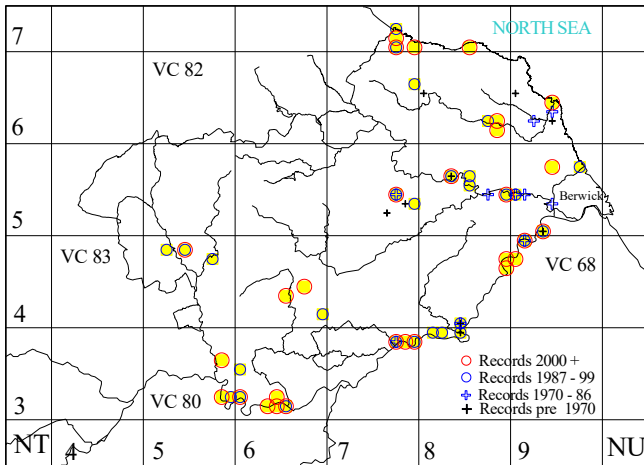 7
NORTH SEA
VC 82
6
Berwick
5
VC 83
VC 68
4
Records 2000 +
Records 1987 - 99
Records 1970 - 86
Records pre 1970
VC 80
3
NT 4 5 6 7 8 9 NU